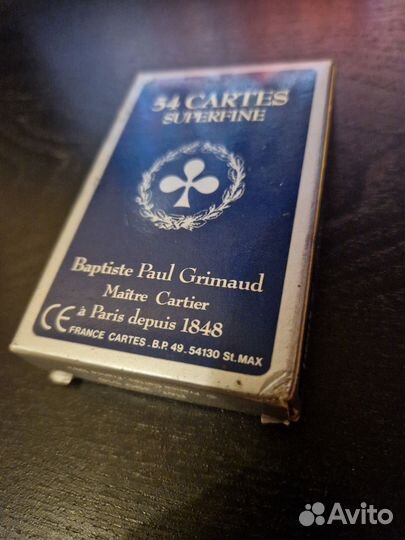 54 CARTES
SUPERFINE
Baptiste Paul Grimaud
Maître Cartier
à Paris depuis 1848
CE
FRANCE CARTES . B.P. 49 . 54130 St. MAX
Avito